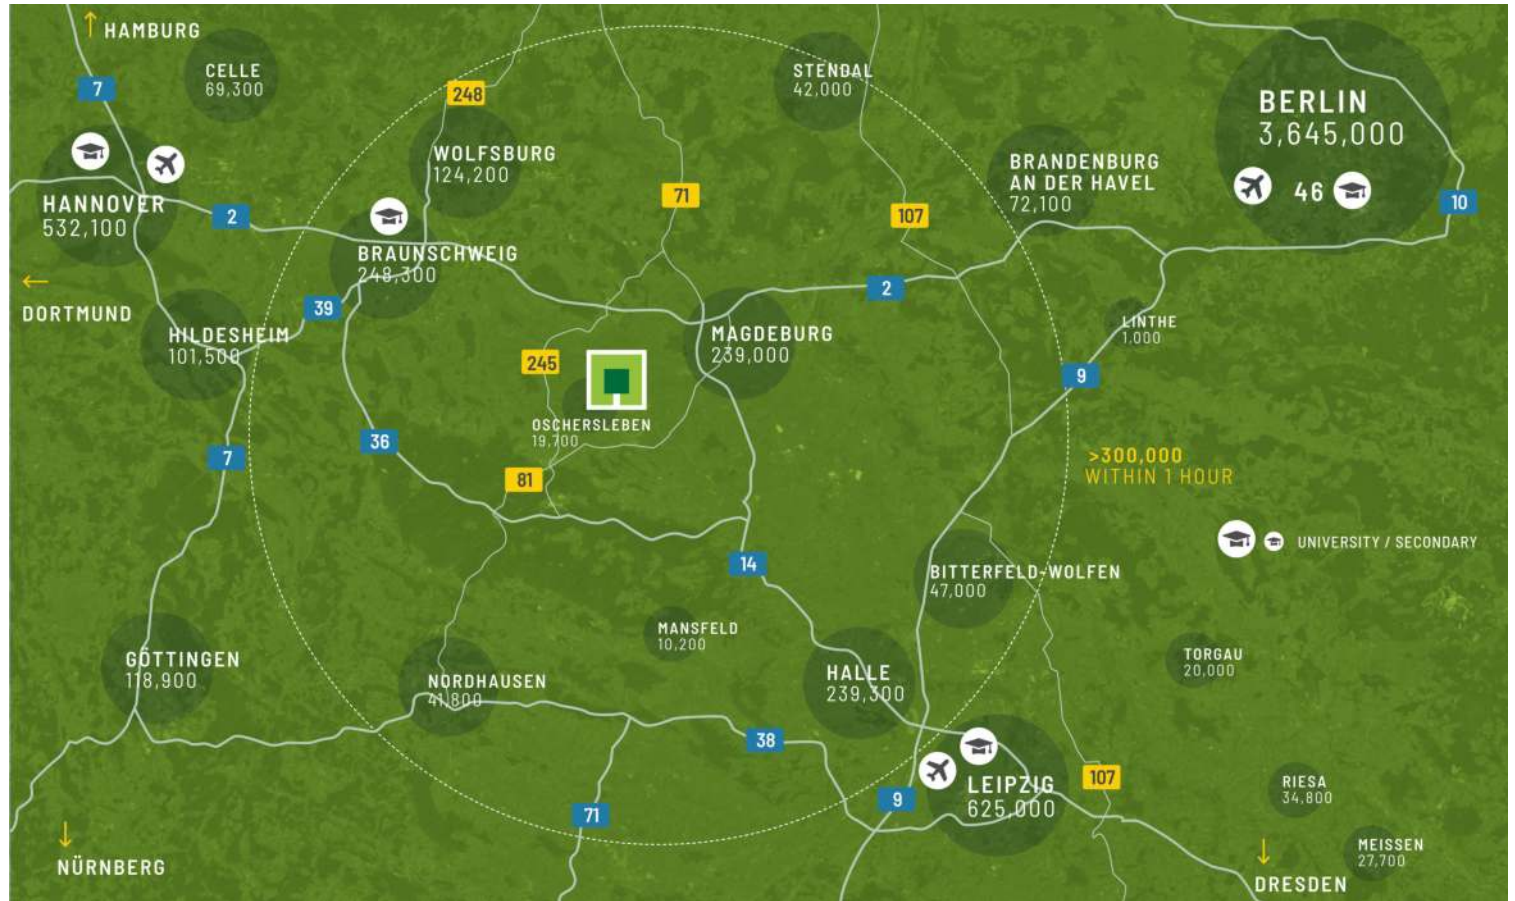 HAMBURG
7
CELLE
69,300
248
STENDAL
42,000
BERLIN
3,645,000
46
10
WOLFSBURG
124,200
BRANDENBURG
AN DER HAVEL
72,100
71
107
HANNOVER
532,100
2
BRAUNSCHWEIG
248,300
DORTMUND
39
2
HILDESHEIM
101,500
MAGDEBURG
239,000
LINTHE
1,000
245
9
OSCHERSLEBEN
19,700
36
7
81
>300,000
WITHIN 1 HOUR
UNIVERSITY / SECONDARY
14
BITTERFELD-WOLFEN
47,000
MANSFELD
10,200
GÖTTINGEN
118,900
NORDHAUSEN
41,800
HALLE
239,300
TORGAU
20,000
38
LEIPZIG
625,000
107
RIESA
34,800
71
9
MEISSEN
27,700
NÜRNBERG
DRESDEN